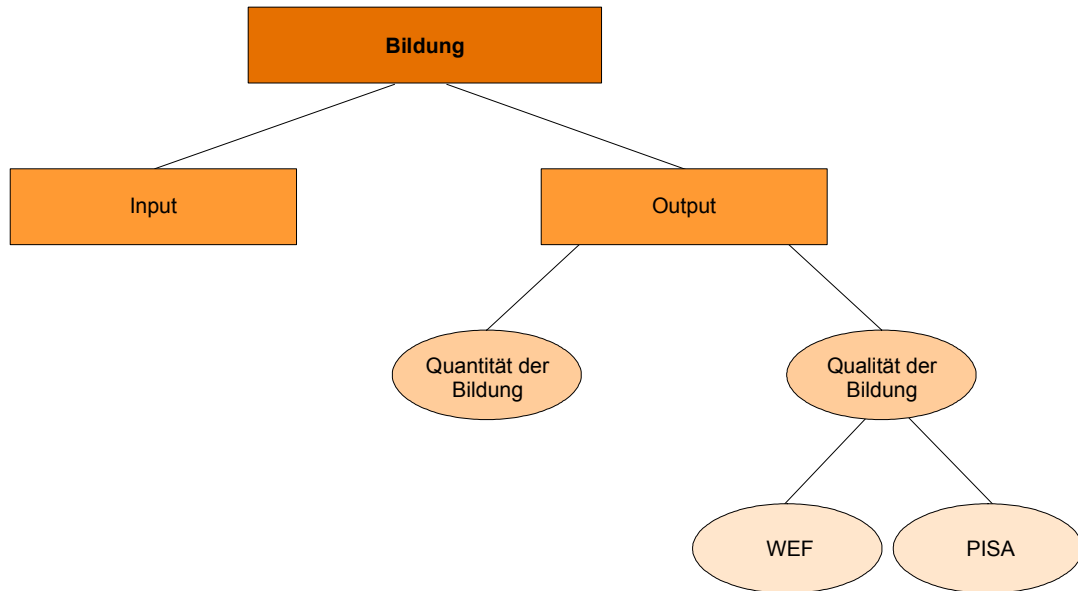 Bildung
Input
Output
Quantität der
Bildung
Qualität der
Bildung
WEF
PISA